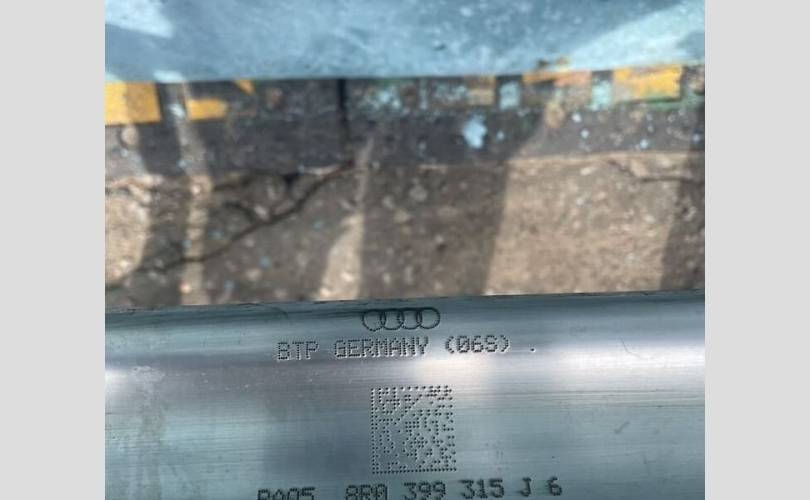 BTP GERMANY (06S) .
8R0 399 315 J 6